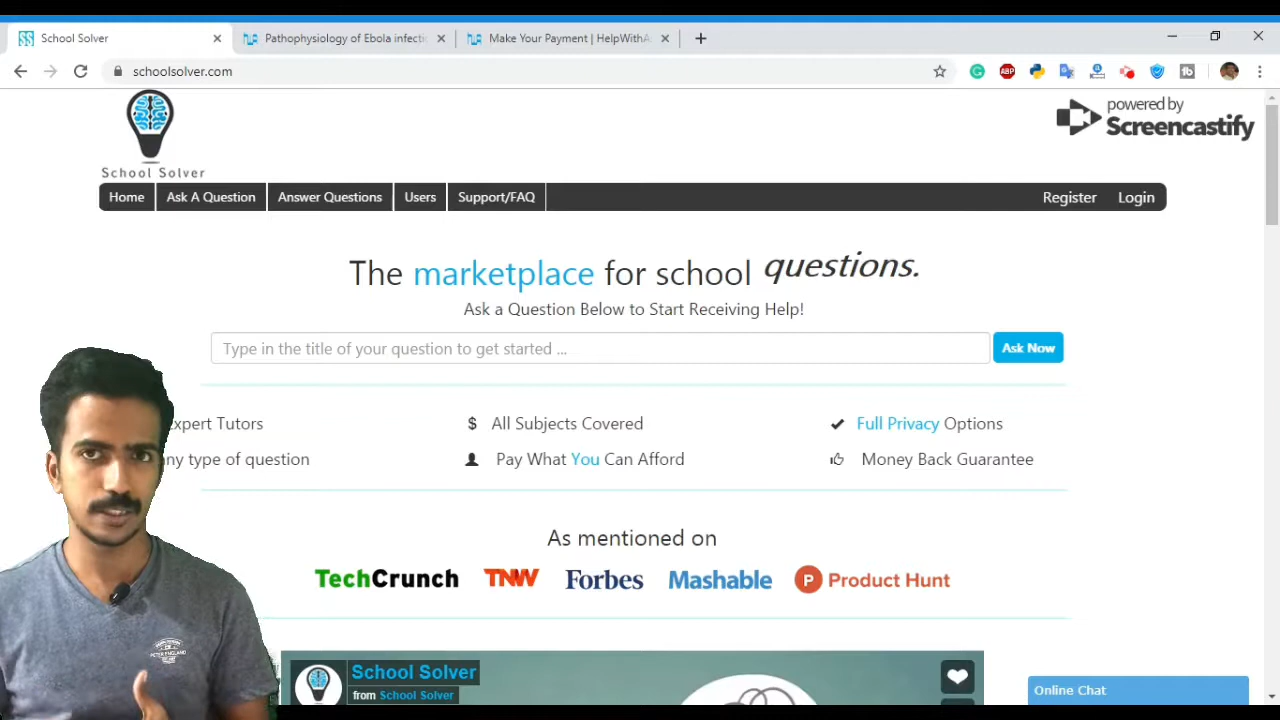 School Solver
Pathophysiology of Ebola infecti
Make Your Payment | HelpWithA
schoolsolver.com
ABP
School Solver
powered by
Screencastify
Home
Ask A Question
Answer Questions
Users
Support/FAQ
Register
Login
The marketplace for school questions.
Ask a Question Below to Start Receiving Help!
Type in the title of your question to get started ...
Ask Now
xpert Tutors
$ All Subjects Covered
Full Privacy Options
ny type of question
Pay What You Can Afford
Money Back Guarantee
As mentioned on
TechCrunch
TNW
Forbes
Mashable
P Product Hunt
School Solver
from School Solver
PETER ENGLAND
Online Chat